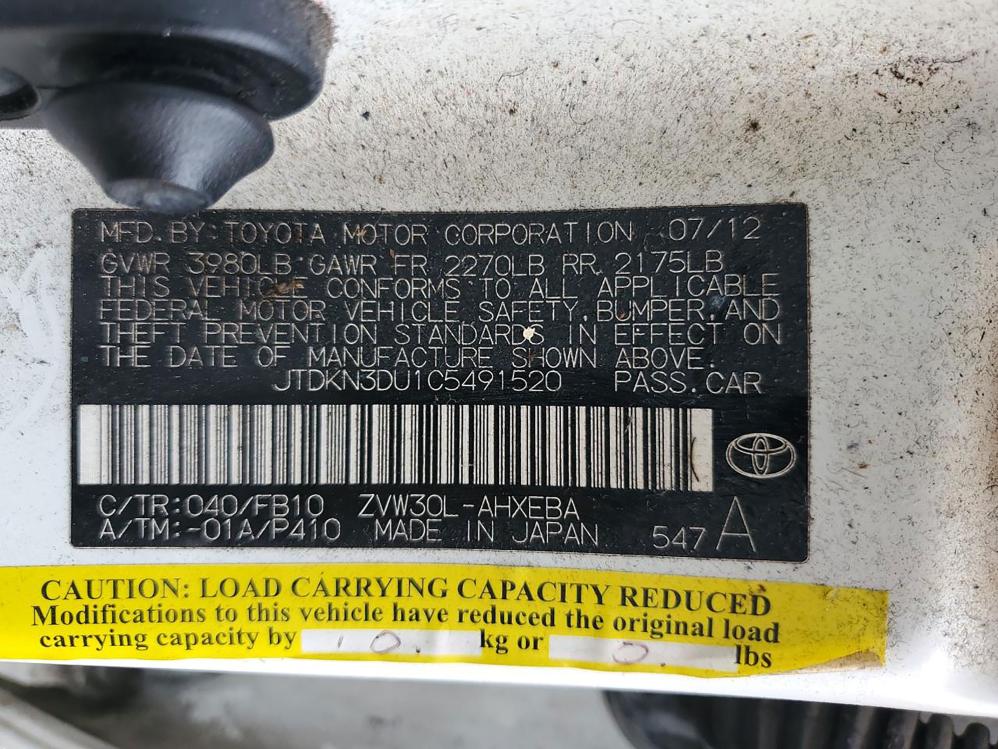 MFD. BY: TOYOTA MOTOR CORPORATION 07/12
GVWR 3980LB GAWR FR 2270LB RR 2175LB
THIS VEHICLE CONFORMS TO ALL APPLICABLE
FEDERAL MOTOR VEHICLE SAFETY, BUMPER, AND
THEFT PREVENTION STANDARDS IN EFFECT ON
THE DATE OF MANUFACTURE SHOWN ABOVE.
JTDKN3DU1C5491520 PASS.CAR
C/TR:040/FB10 ZVW30L-AHXEBA
A/TM:-01A/P410 MADE IN JAPAN 547 A
CAUTION: LOAD CARRYING CAPACITY REDUCED
Modifications to this vehicle have reduced the original load
carrying capacity by kg or lbs